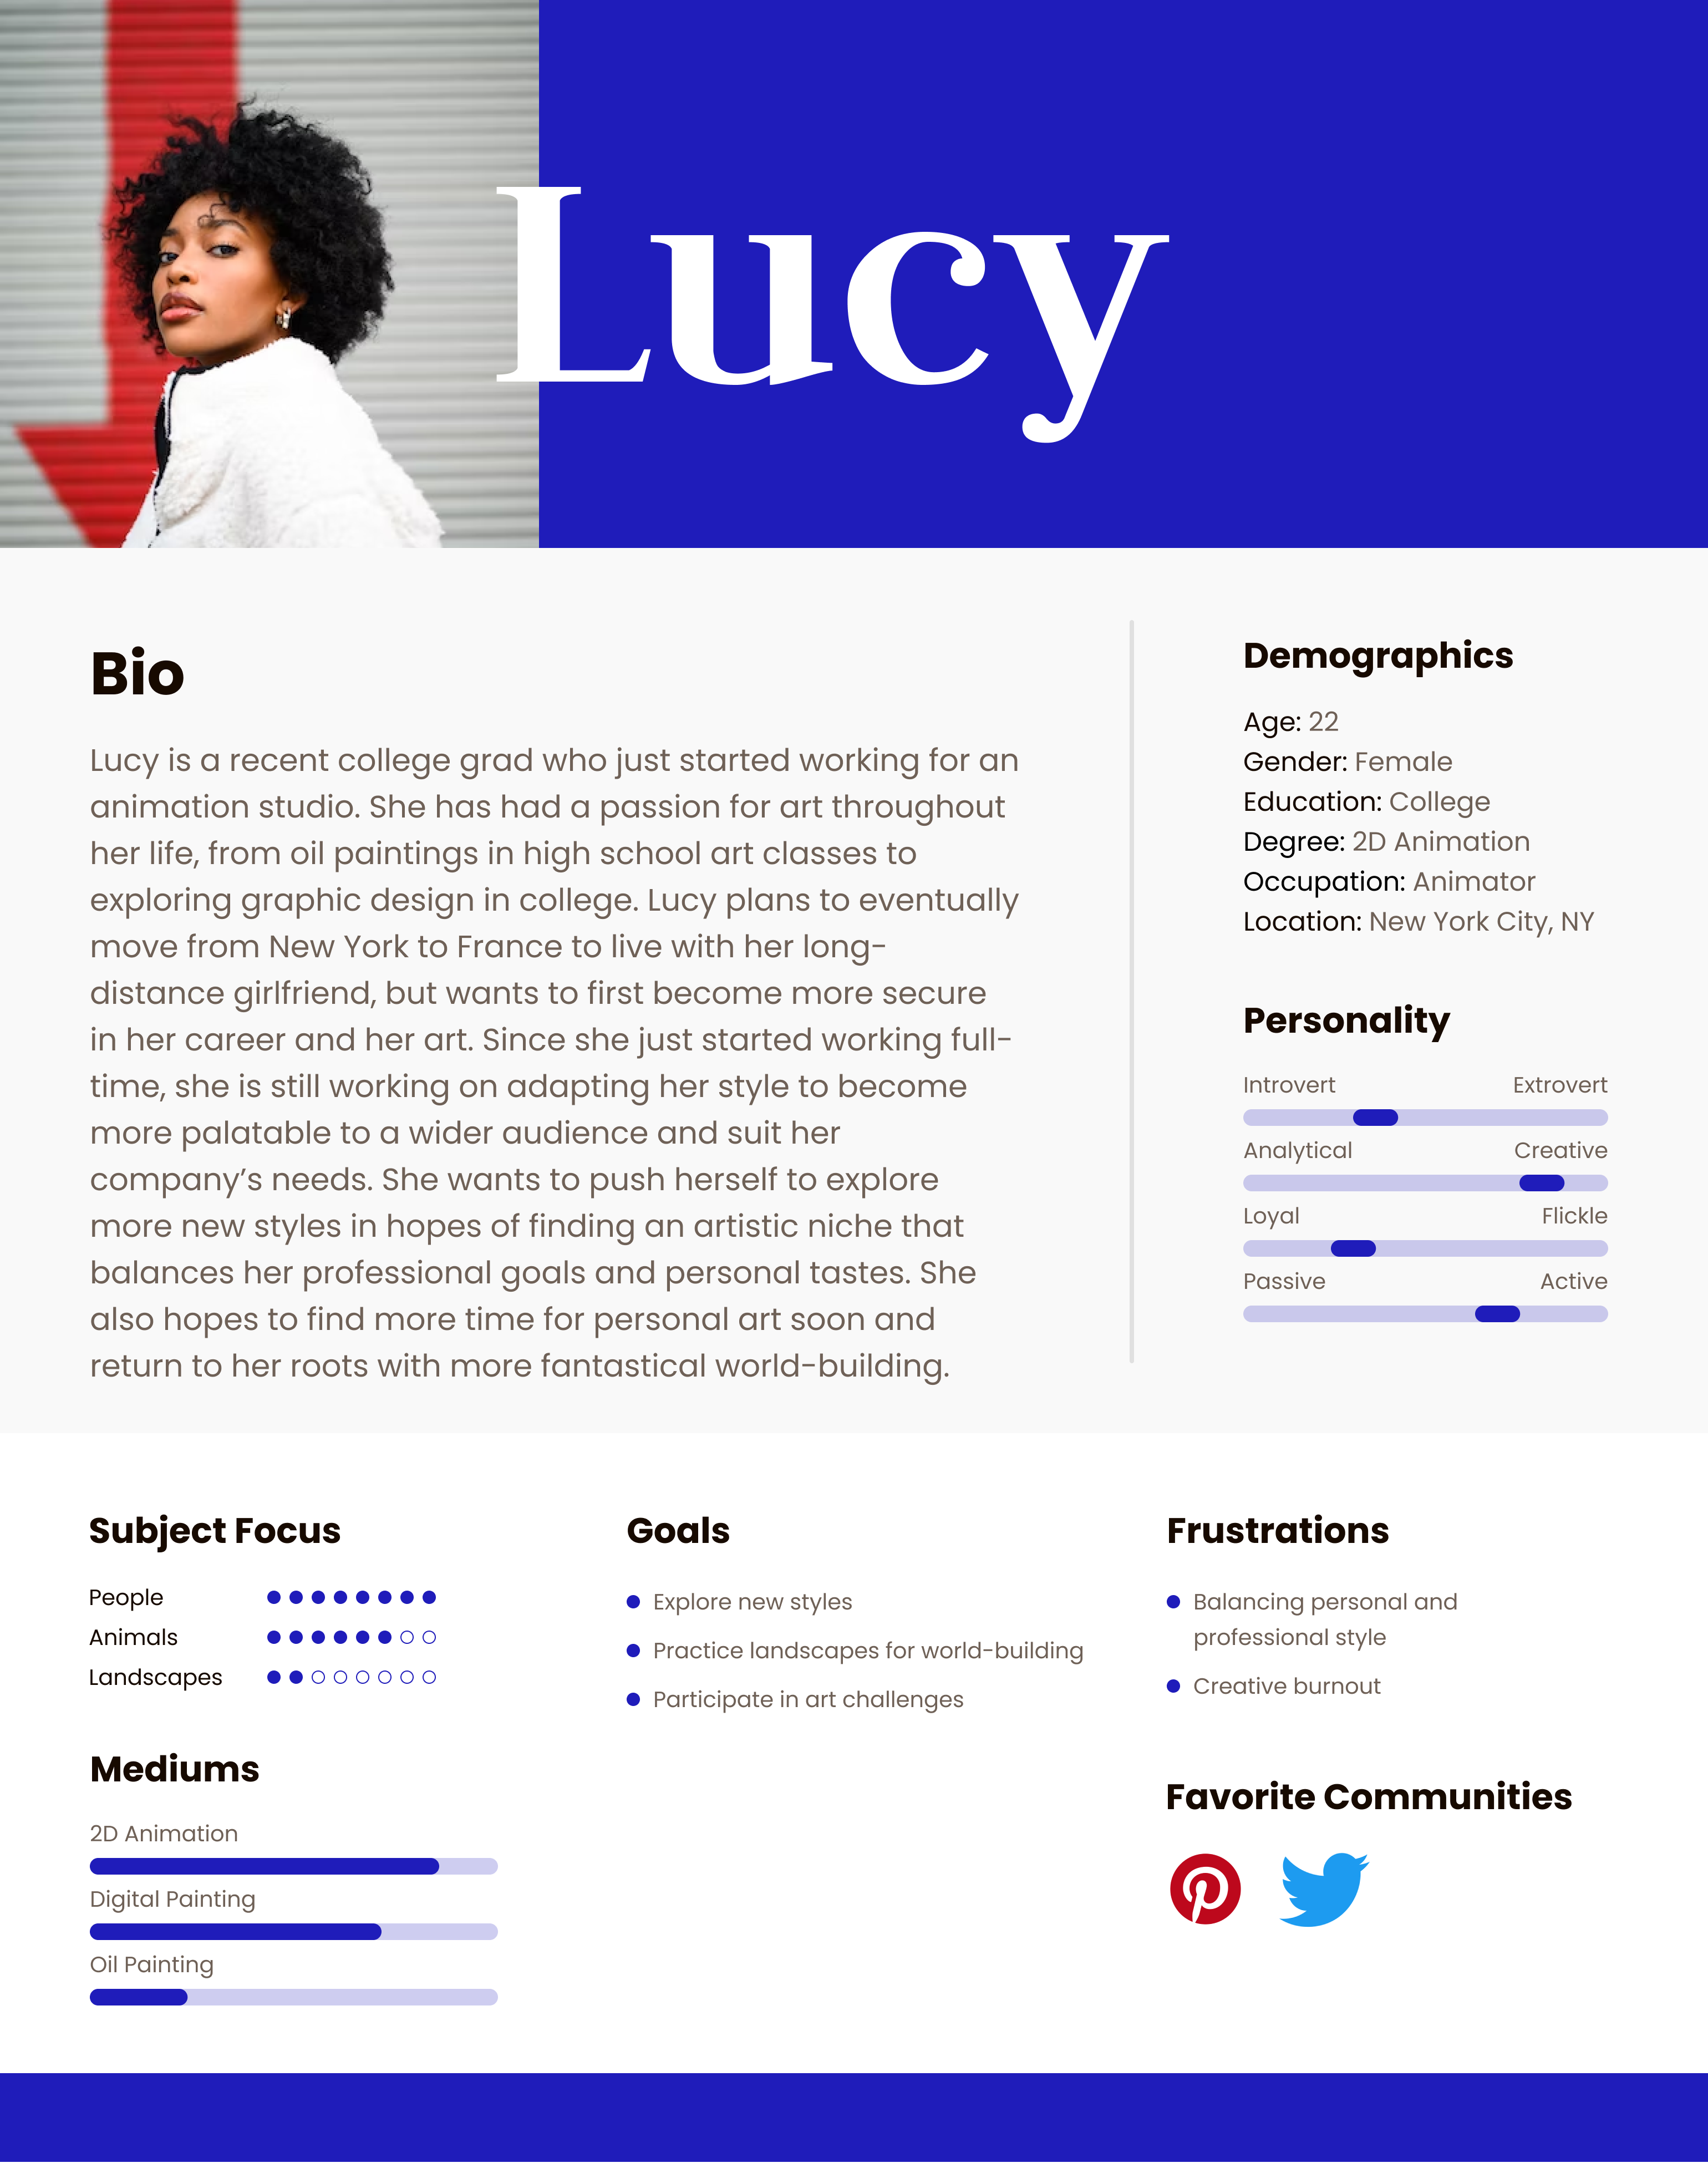 Lucy
Bio
Lucy is a recent college grad who just started working for an
animation studio. She has had a passion for art throughout
her life, from oil paintings in high school art classes to
exploring graphic design in college. Lucy plans to eventually
move from New York to France to live with her long-
distance girlfriend, but wants to first become more secure
in her career and her art. Since she just started working full-
time, she is still working on adapting her style to become
more palatable to a wider audience and suit her
company’s needs. She wants to push herself to explore
more new styles in hopes of finding an artistic niche that
balances her professional goals and personal tastes. She
also hopes to find more time for personal art soon and
return to her roots with more fantastical world-building.
Demographics
Age: 22
Gender: Female
Education: College
Degree: 2D Animation
Occupation: Animator
Location: New York City, NY
Personality
Introvert Extrovert
Analytical Creative
Loyal Flickle
Passive Active
Subject Focus
People
Animals
Landscapes
Mediums
2D Animation
Digital Painting
Oil Painting
Goals
Explore new styles
Practice landscapes for world-building
Participate in art challenges
Frustrations
Balancing personal and
professional style
Creative burnout
Favorite Communities